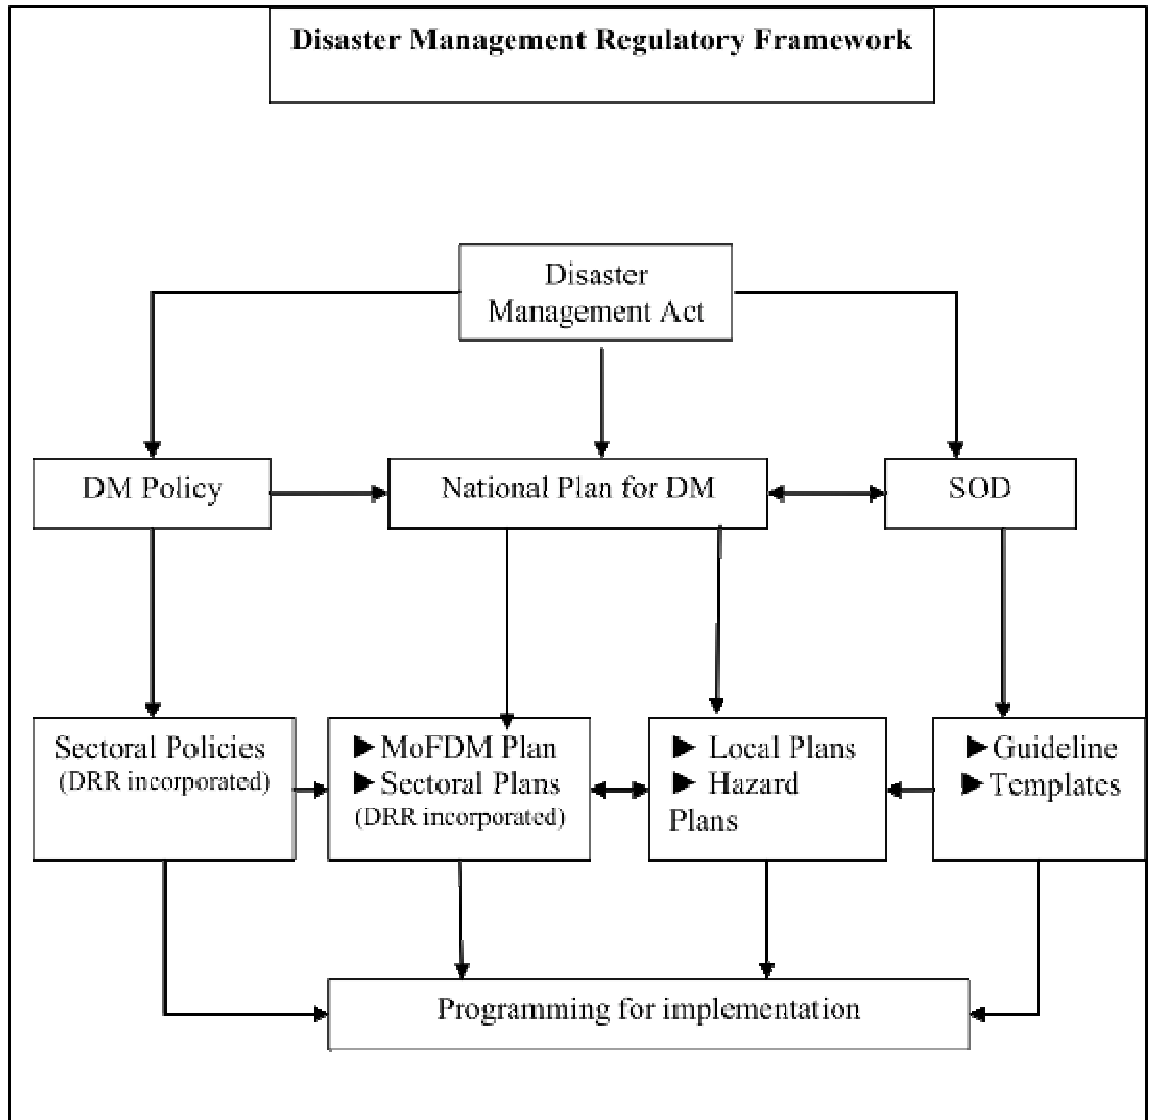 Disaster Management Regulatory Framework
Disaster
Management Act
DM Policy
National Plan for DM
SOD
Sectoral Policies
(DRR incorporated)
►MoFDM Plan
►Sectoral Plans
(DRR incorporated)
► Local Plans
► Hazard
Plans
►Guideline
►Templates
Programming for implementation